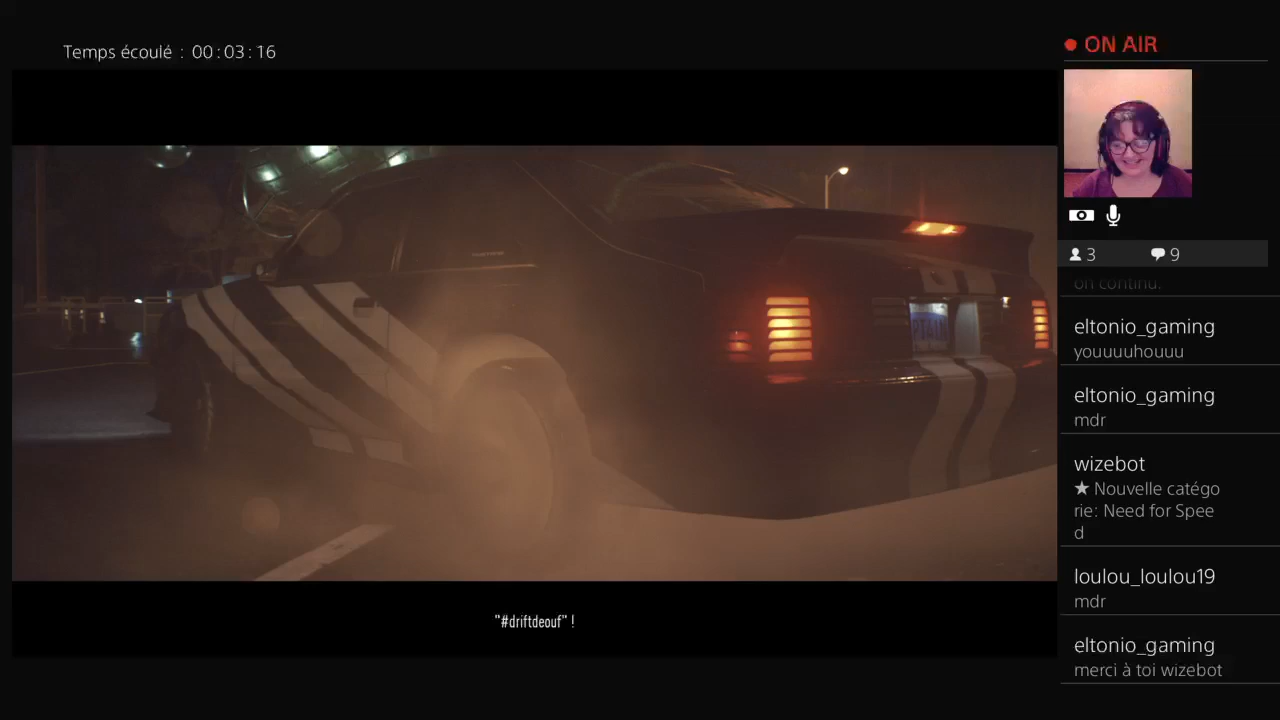 Temps écoulé : 00:03:16
ON AIR
3
9
on continu.
eltonio_gaming
youuuuhouuu
eltonio_gaming
mdr
wizebot
★ Nouvelle catégo
rie: Need for Spee
d
loulou_loulou19
mdr
eltonio_gaming
merci à toi wizebot
"#driftdeouf" !